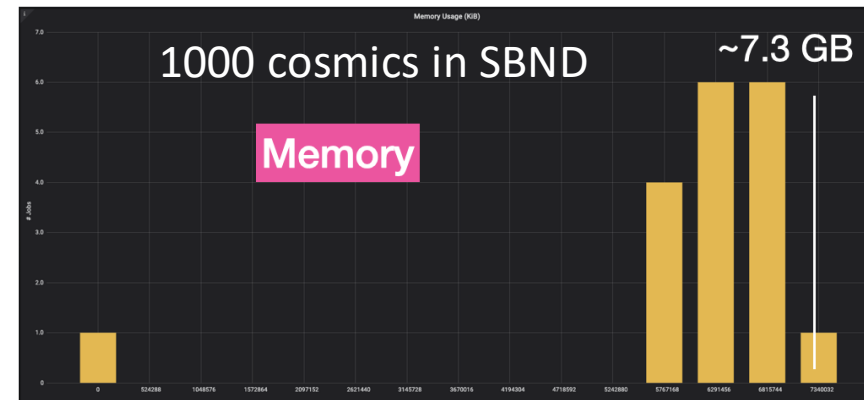 i
Memory Usage (KiB)
1000 cosmics in SBND
~7.3 GB
Memory
# Jobs
7.0
6.0
5.0
4.0
3.0
2.0
1.0
0
0 524288 1048576 1572864 2097152 2621440 3145728 3670016 4194304 4718592 5242880 5767168 6291456 6815744 7340032